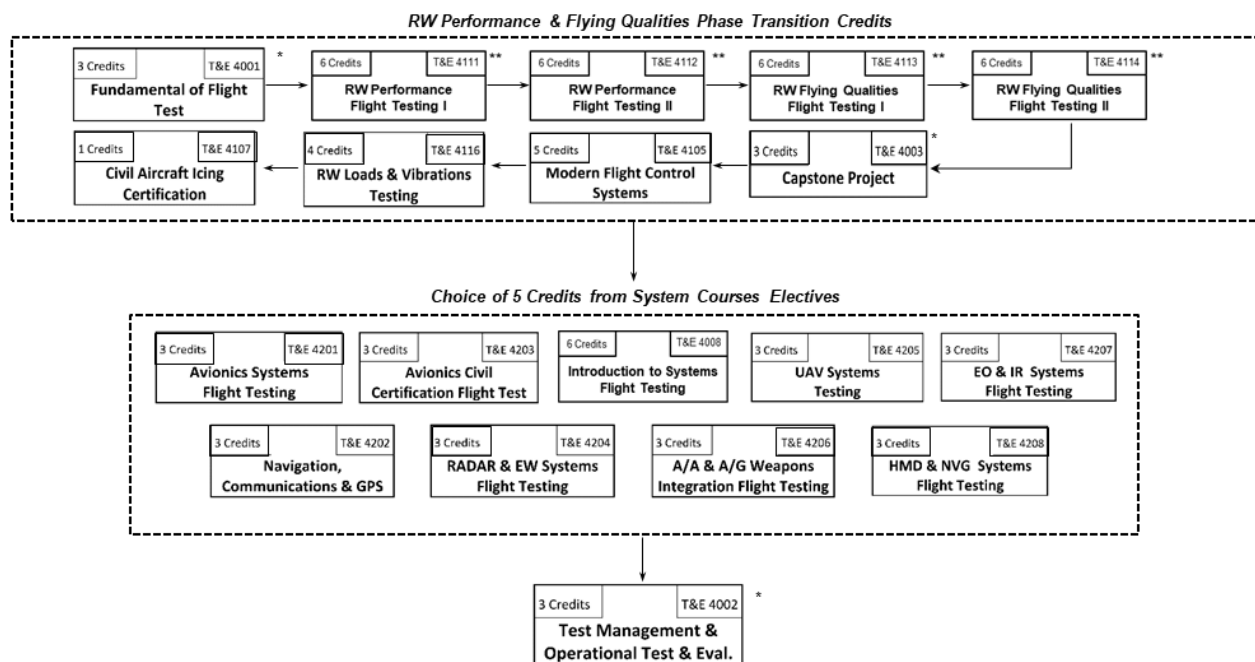 RW Performance & Flying Qualities Phase Transition Credits
3 Credits T&E 4001 *
Fundamental of Flight
Test
6 Credits T&E 4111 **
RW Performance
Flight Testing I
6 Credits T&E 4112 **
RW Performance
Flight Testing II
6 Credits T&E 4113 **
RW Flying Qualities
Flight Testing I
6 Credits T&E 4114 **
RW Flying Qualities
Flight Testing II
1 Credits T&E 4107
Civil Aircraft Icing
Certification
4 Credits T&E 4116
RW Loads & Vibrations
Testing
5 Credits T&E 4105
Modern Flight Control
Systems
3 Credits T&E 4003 *
Capstone Project
Choice of 5 Credits from System Courses Electives
3 Credits T&E 4201
Avionics Systems
Flight Testing
3 Credits T&E 4203
Avionics Civil
Certification Flight Test
6 Credits T&E 4008
Introduction to Systems
Flight Testing
3 Credits T&E 4205
UAV Systems
Testing
3 Credits T&E 4207
EO & IR Systems
Flight Testing
3 Credits T&E 4202
Navigation,
Communications & GPS
3 Credits T&E 4204
RADAR & EW Systems
Flight Testing
3 Credits T&E 4206
A/A & A/G Weapons
Integration Flight Testing
3 Credits T&E 4208
HMD & NVG Systems
Flight Testing
3 Credits T&E 4002 *
Test Management &
Operational Test & Eval.